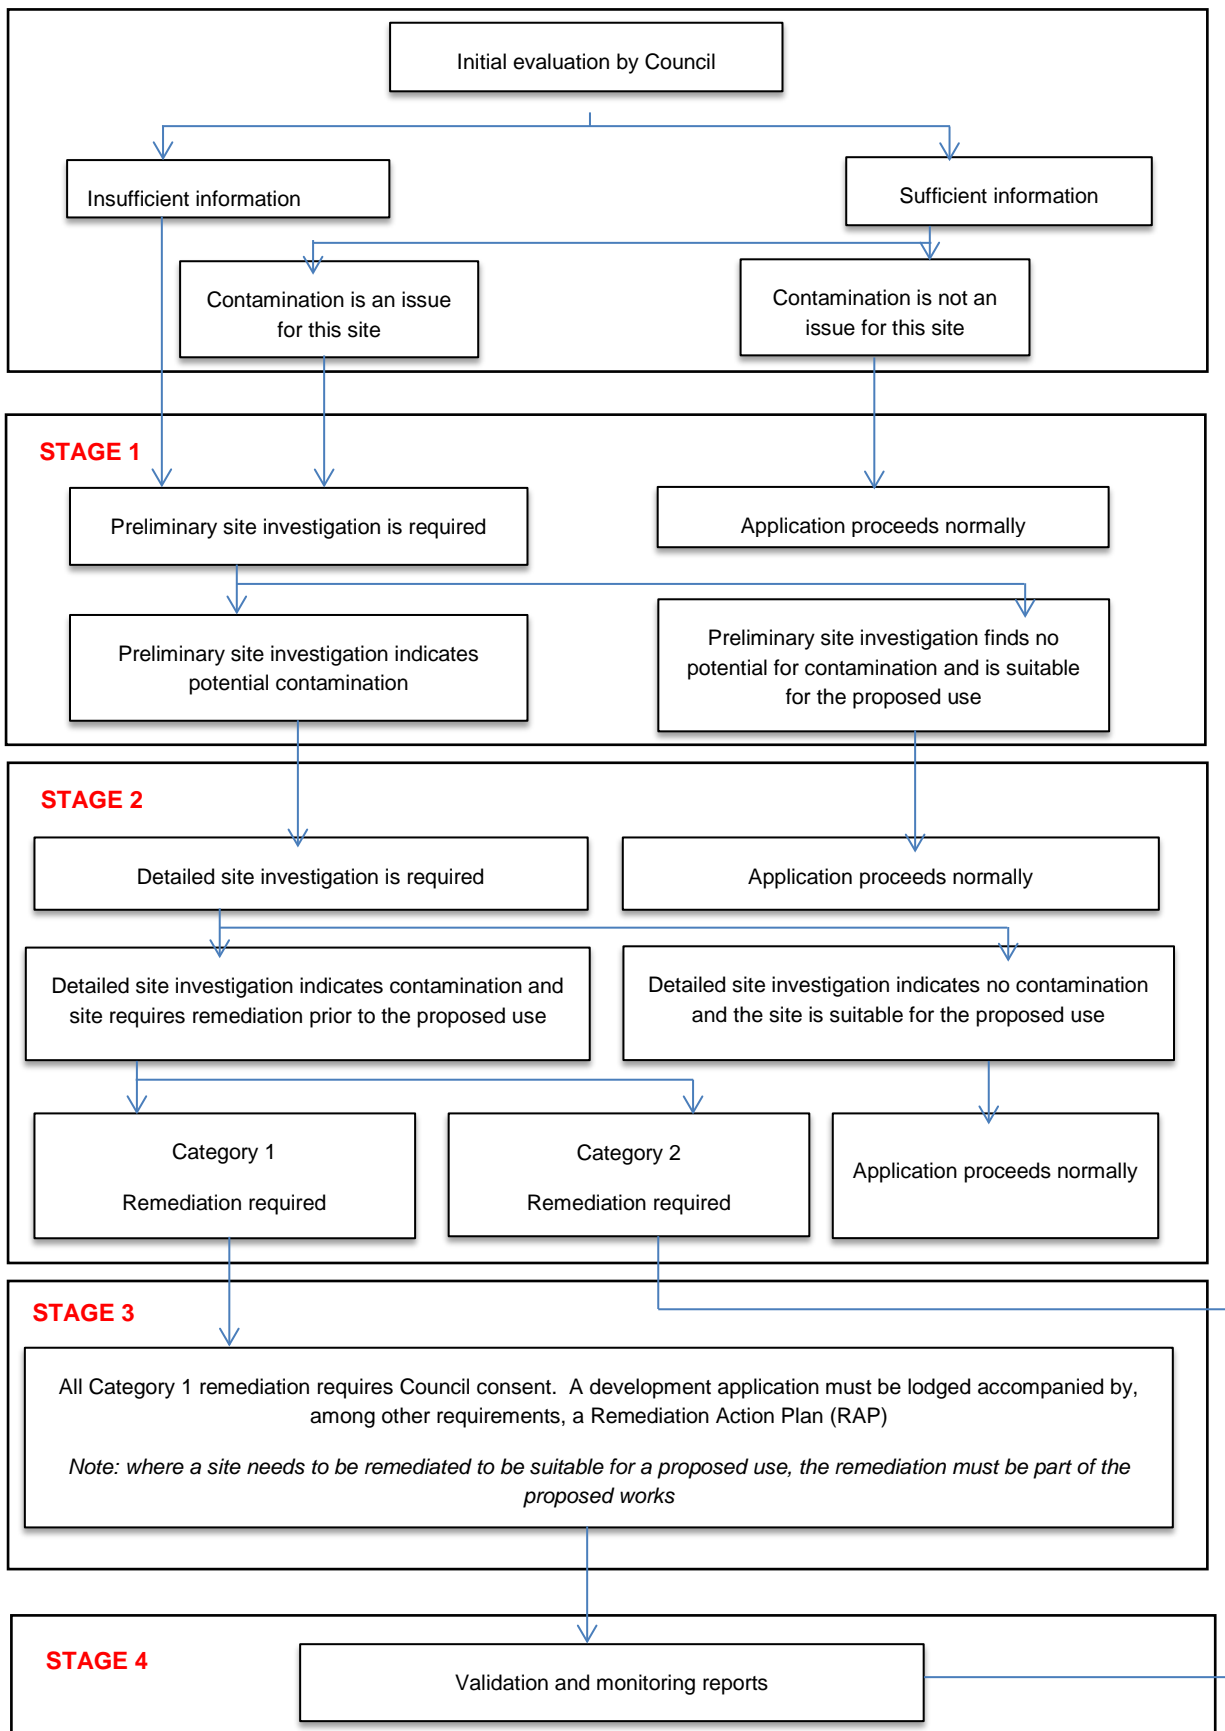 Initial evaluation by Council
Insufficient information
Sufficient information
Contamination is an issue
for this site
Contamination is not an
issue for this site
STAGE 1
Preliminary site investigation is required
Application proceeds normally
Preliminary site investigation indicates
potential contamination
Preliminary site investigation finds no
potential for contamination and is suitable
for the proposed use
STAGE 2
Detailed site investigation is required
Application proceeds normally
Detailed site investigation indicates contamination and
site requires remediation prior to the proposed use
Detailed site investigation indicates no contamination
and the site is suitable for the proposed use
Category 1
Remediation required
Category 2
Remediation required
Application proceeds normally
STAGE 3
All Category 1 remediation requires Council consent.  A development application must be lodged accompanied by,
among other requirements, a Remediation Action Plan (RAP)
Note: where a site needs to be remediated to be suitable for a proposed use, the remediation must be part of the
proposed works
STAGE 4
Validation and monitoring reports